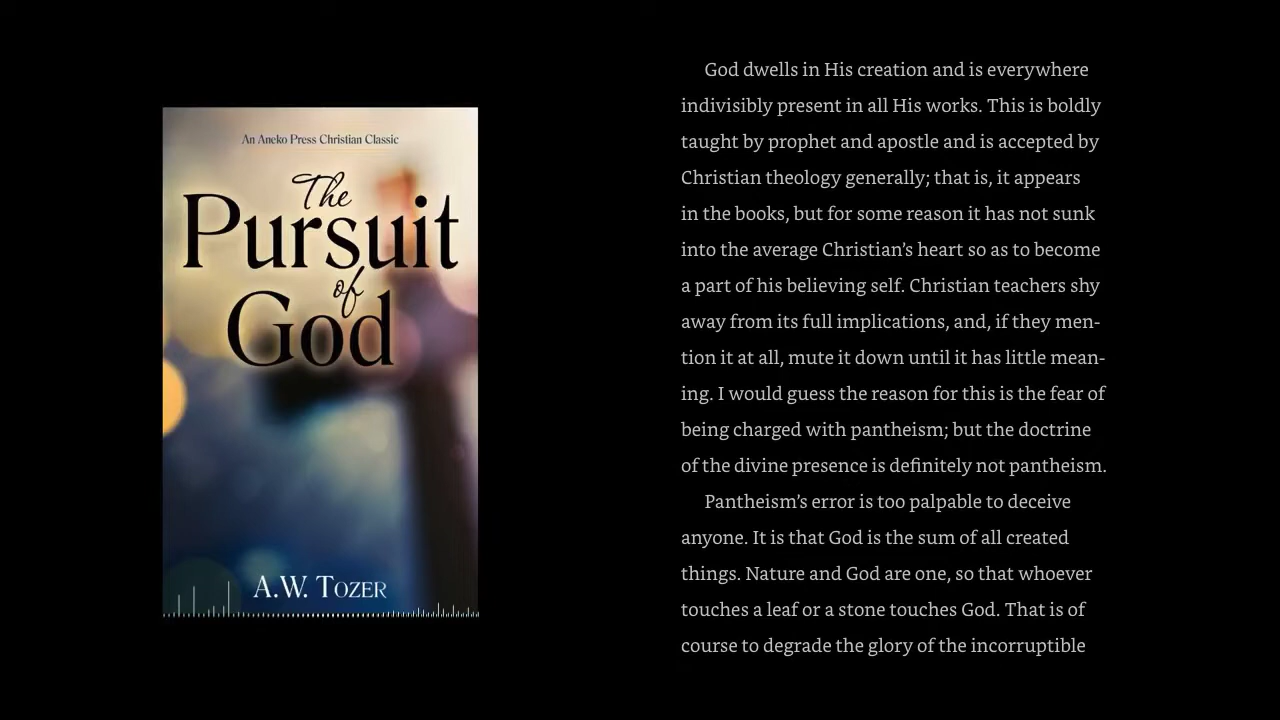 An Aneko Press Christian Classic
The
Pursuit
of
God
A.W. Tozer
God dwells in His creation and is everywhere
indivisibly present in all His works. This is boldly
taught by prophet and apostle and is accepted by
Christian theology generally; that is, it appears
in the books, but for some reason it has not sunk
into the average Christian’s heart so as to become
a part of his believing self. Christian teachers shy
away from its full implications, and, if they men-
tion it at all, mute it down until it has little mean-
ing. I would guess the reason for this is the fear of
being charged with pantheism; but the doctrine
of the divine presence is definitely not pantheism.
Pantheism’s error is too palpable to deceive
anyone. It is that God is the sum of all created
things. Nature and God are one, so that whoever
touches a leaf or a stone touches God. That is of
course to degrade the glory of the incorruptible